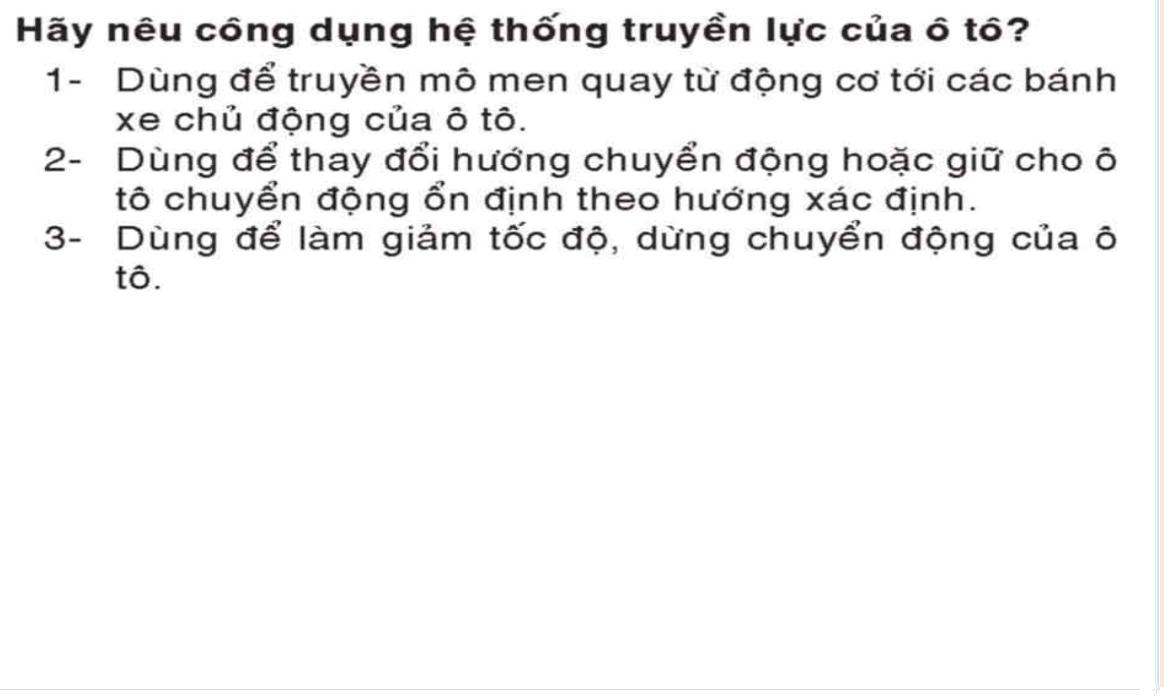 Hãy nêu công dụng hệ thống truyền lực của ô tô?
1- Dùng để truyền mô men quay từ động cơ tới các bánh
xe chủ động của ô tô.
2- Dùng để thay đổi hướng chuyển động hoặc giữ cho ô
tô chuyển động ổn định theo hướng xác định.
3- Dùng để làm giảm tốc độ, dừng chuyển động của ô
tô.